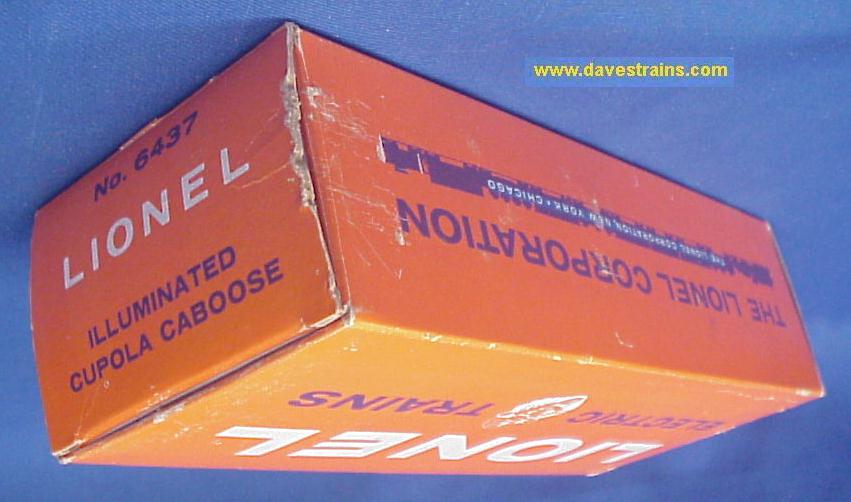 www.davestrains.com
No. 6437
LIONEL
ILLUMINATED
CUPOLA CABOOSE
THE LIONEL CORPORATION
THE LIONEL CORPORATION, NEW YORK • CHICAGO
LIONEL
ELECTRIC TRAINS